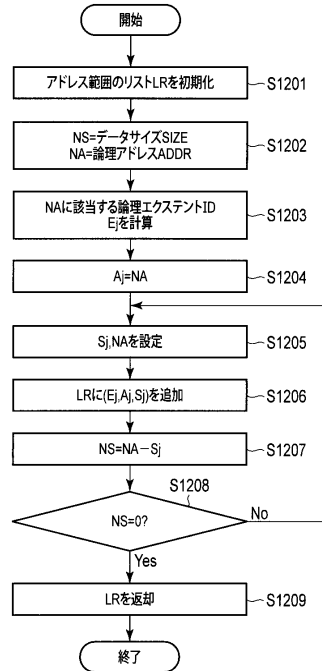 開始
アドレス範囲のリストLRを初期化
S1201
NS=データサイズSIZE
NA=論理アドレスADDR
S1202
NAに該当する論理エクステントID
Ejを計算
S1203
Aj=NA
S1204
Sj,NAを設定
S1205
LRに(Ej,Aj,Sj)を追加
S1206
NS=NA－Sj
S1207
S1208
NS=0?
No
Yes
LRを返却
S1209
終了